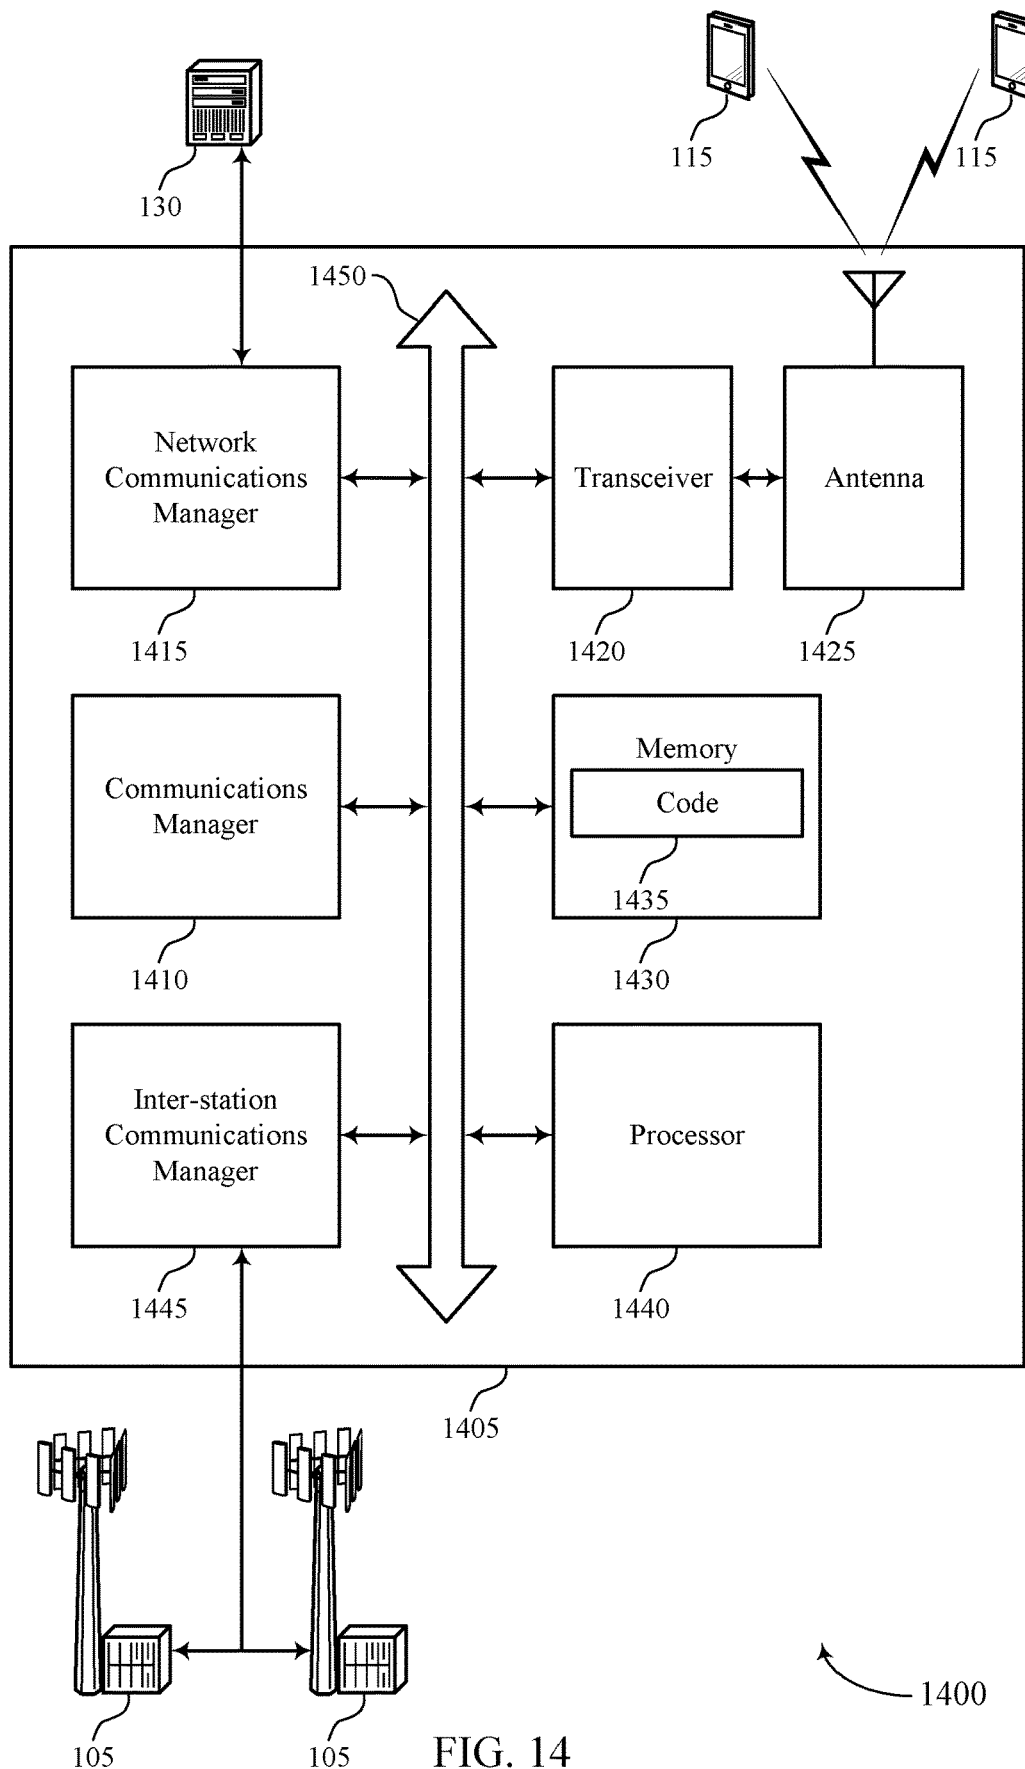 115
115
130
1450
Network
Communications
Manager
Transceiver
Antenna
1415
1420
1425
Communications
Manager
Memory
Code
1435
1410
1430
Inter-station
Communications
Manager
Processor
1445
1440
1405
1400
105
105
FIG. 14